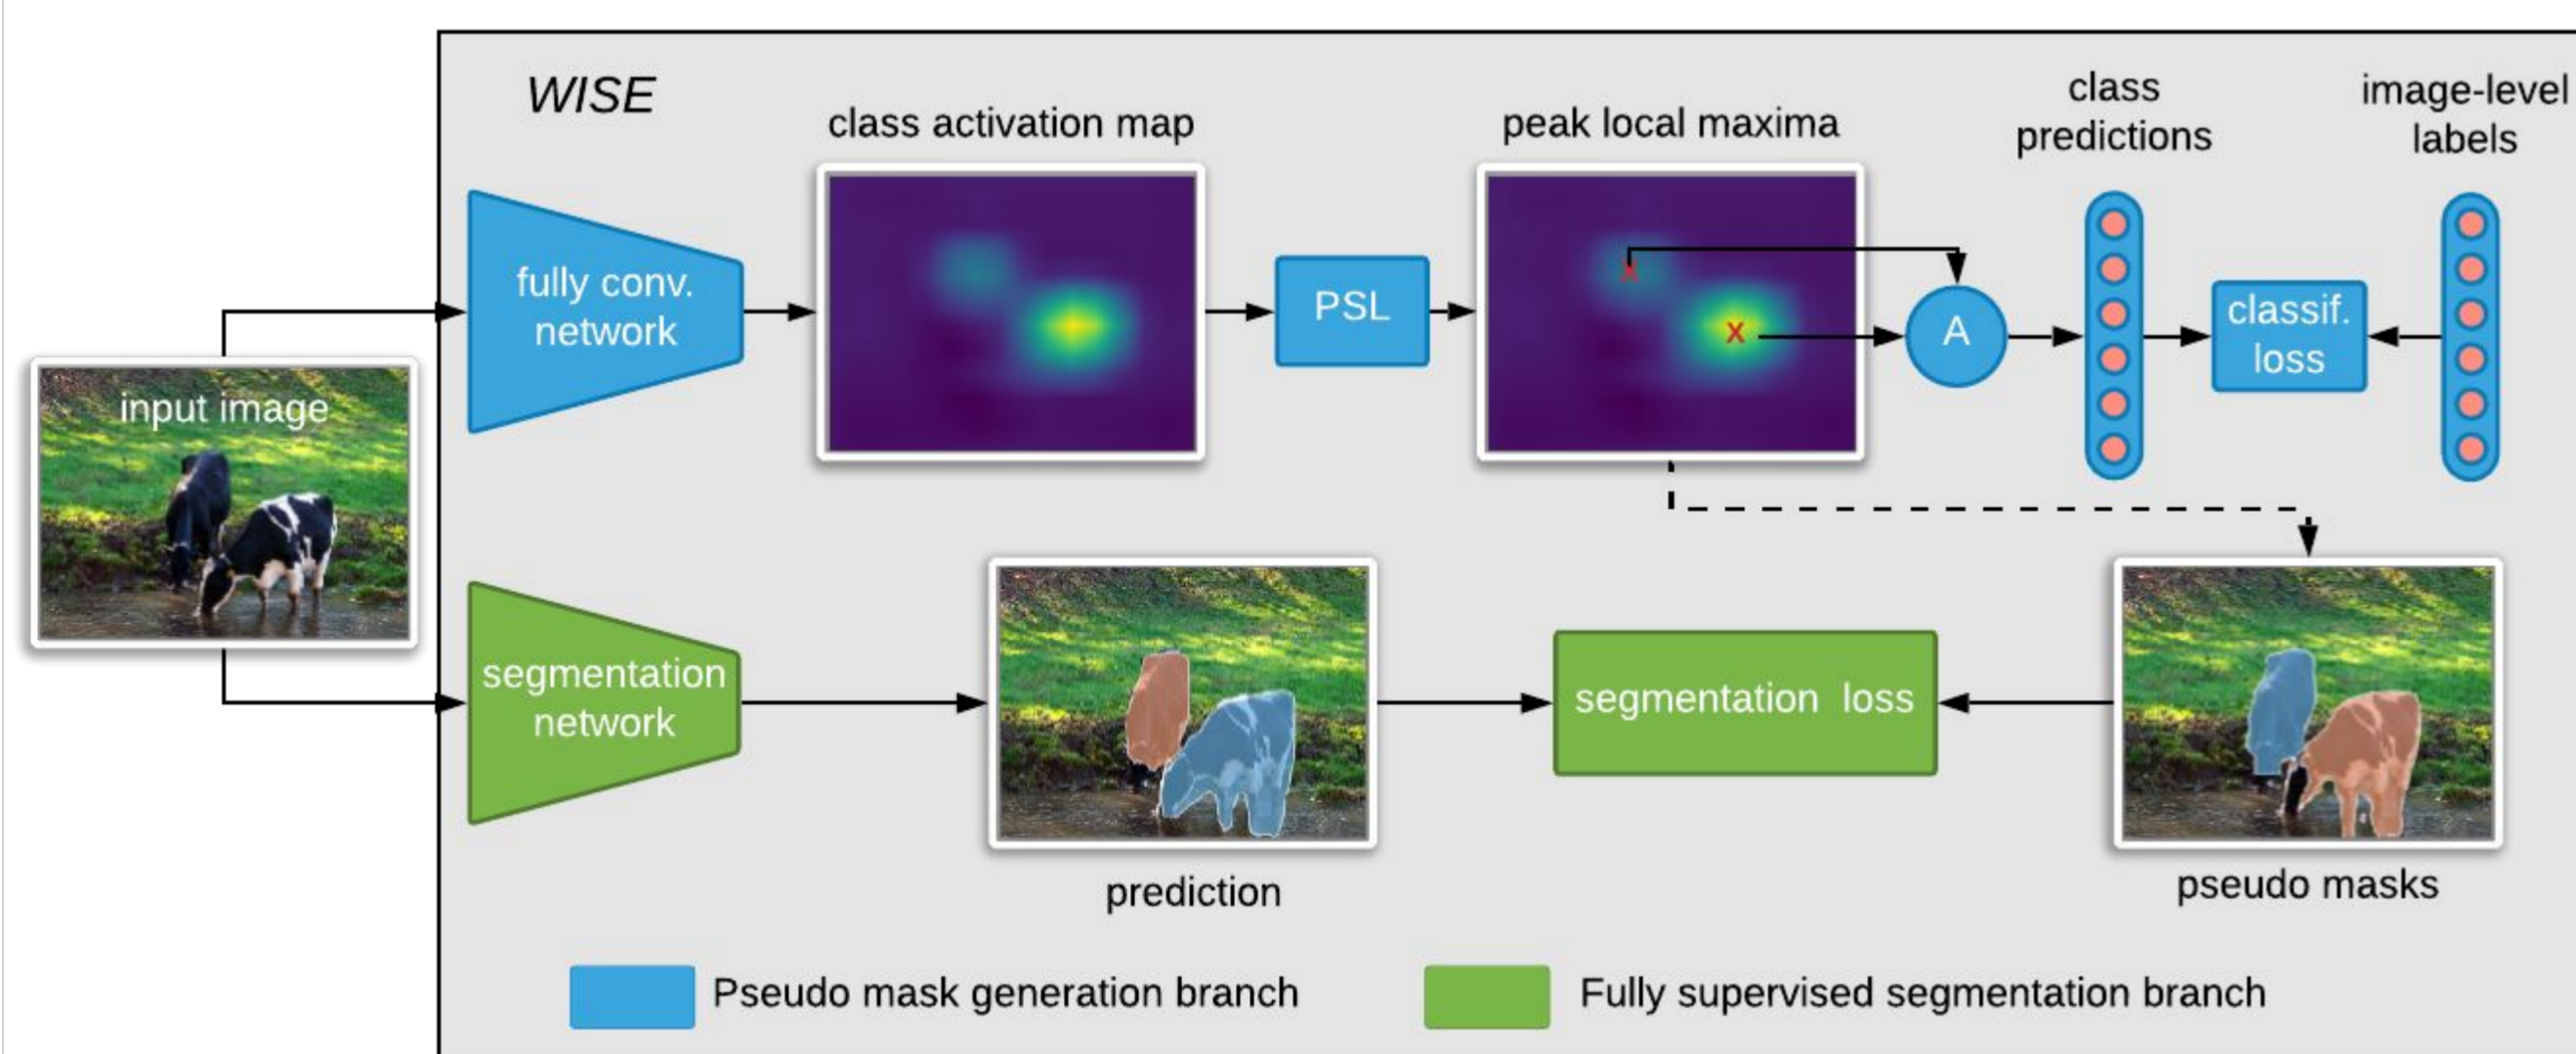 WISE
class activation map
peak local maxima
class
predictions
image-level
labels
fully conv.
network
PSL
X
X
A
classif.
loss
input image
segmentation
network
segmentation loss
prediction
pseudo masks
Pseudo mask generation branch
Fully supervised segmentation branch